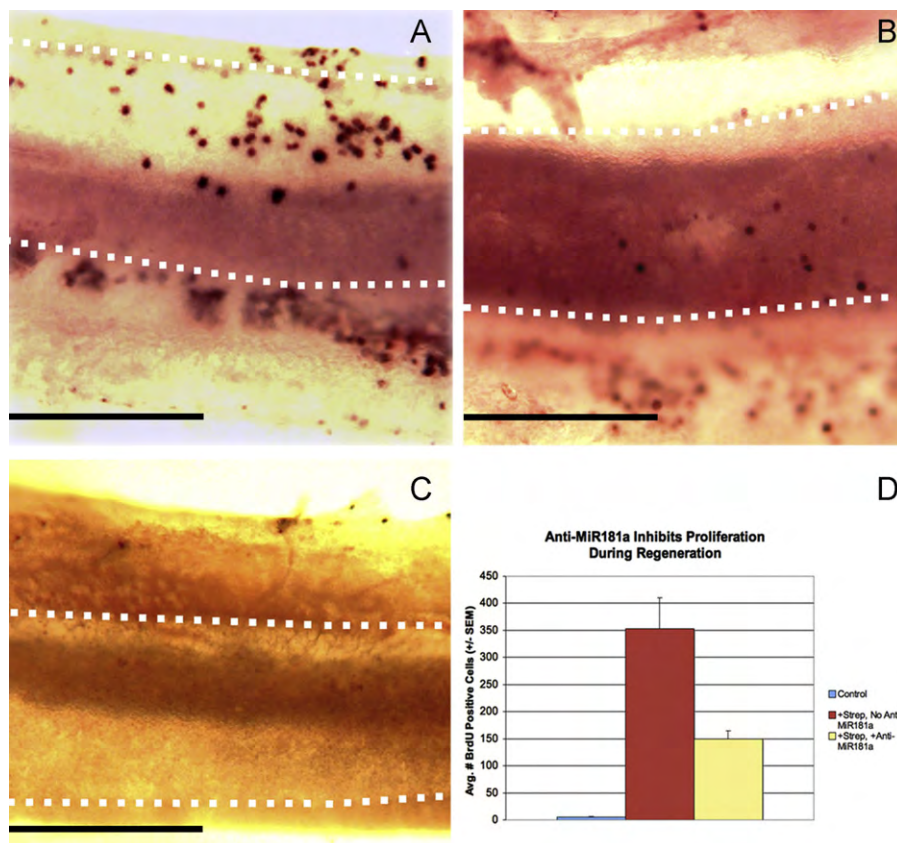 A
B
C
D
Anti-MiR181a Inhibits Proliferation
During Regeneration
Avg. # BrdU Positive Cells (+/- SEM)
450
400
350
300
250
200
150
100
50
0
Control
+Strep, No Anti
MiR181a
+Strep, +Anti-
MiR181a